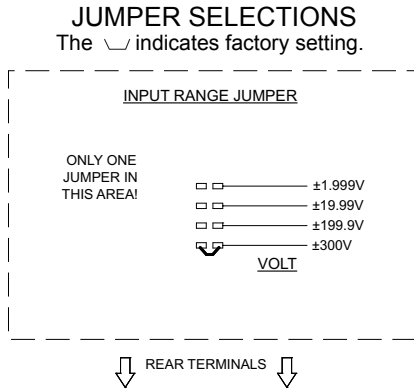 JUMPER SELECTIONS
The indicates factory setting.
INPUT RANGE JUMPER
ONLY ONE
JUMPER IN
THIS AREA!
±1.999V
±19.99V
±199.9V
±300V
VOLT
REAR TERMINALS